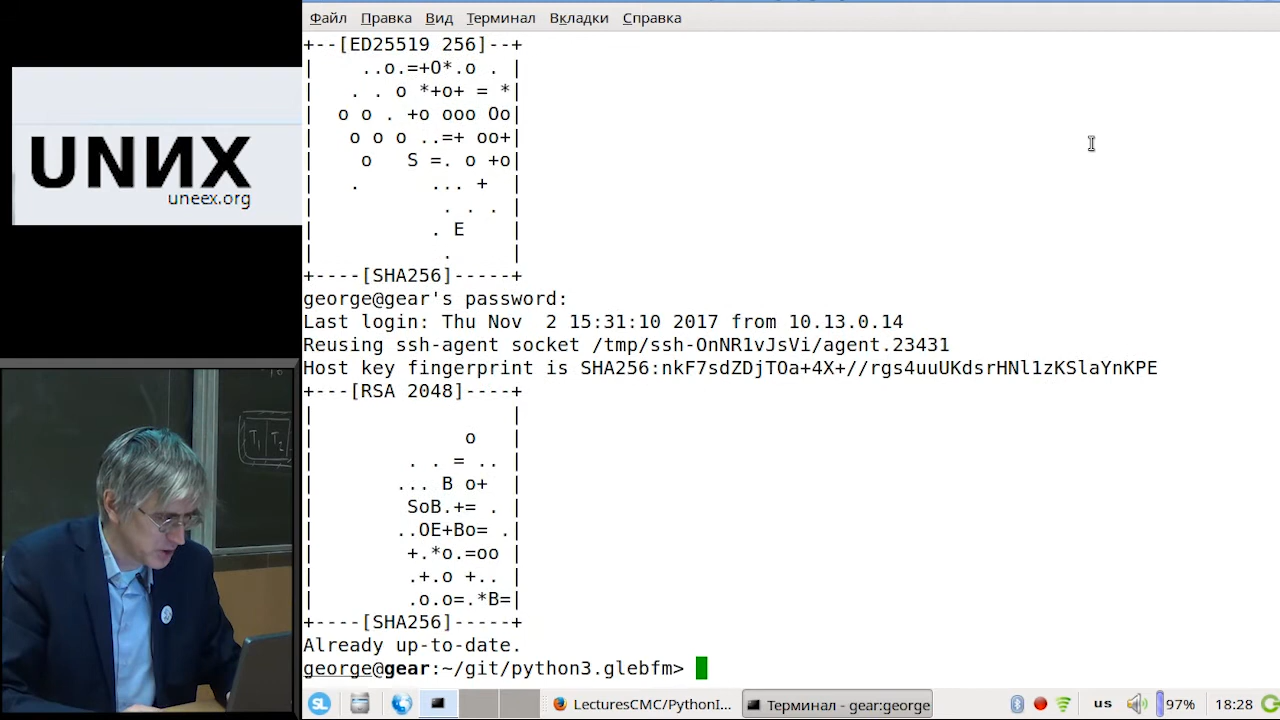 Файл Правка Вид Терминал Вкладки Справка
+--[ED25519 256]--+
|    ..o.=+O*.o . |
|  . . o *+o+ = *|
|  o o . +o ooo Oo|
|   o o o ..=+ oo+|
|    o   S =. o +o|
|   .      ... +  |
|           . . . |
|          . E    |
|           .     |
+----[SHA256]-----+
george@gear's password:
Last login: Thu Nov  2 15:31:10 2017 from 10.13.0.14
Reusing ssh-agent socket /tmp/ssh-OnNR1vJsVi/agent.23431
Host key fingerprint is SHA256:nkF7sdZDjTOa+4X+//rgs4uuUKdsrHNl1zKSlaYnKPE
+---[RSA 2048]----+
|                 |
|             o   |
|        . . = .. |
|       ... B o+  |
|        SoB.+= . |
|       ..OE+Bo= .|
|        +.*o.=oo |
|        .+.o +.. |
|        .o.o=.*B=|
+----[SHA256]-----+
Already up-to-date.
george@gear:~/git/python3.glebfm>
UNИX
uneex.org
T1 T2
LecturesCMC/PythonI...
Терминал - gear:george
us
97%
18:28